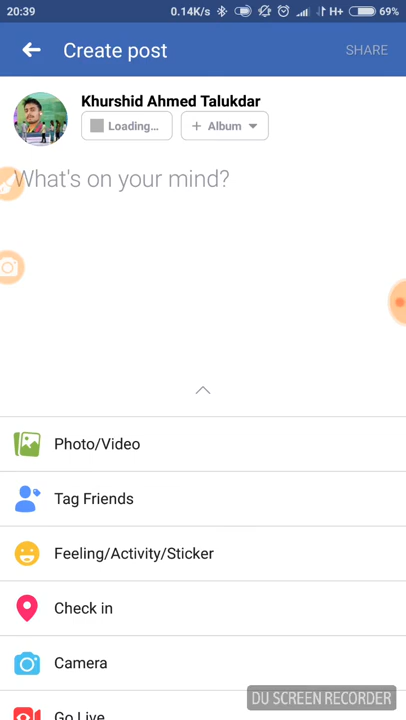 20:39 0.14K/s H+ 69%
Create post SHARE
Khurshid Ahmed Talukdar
Loading... + Album
What's on your mind?
Photo/Video
Tag Friends
Feeling/Activity/Sticker
Check in
Camera
Go Live
DU SCREEN RECORDER